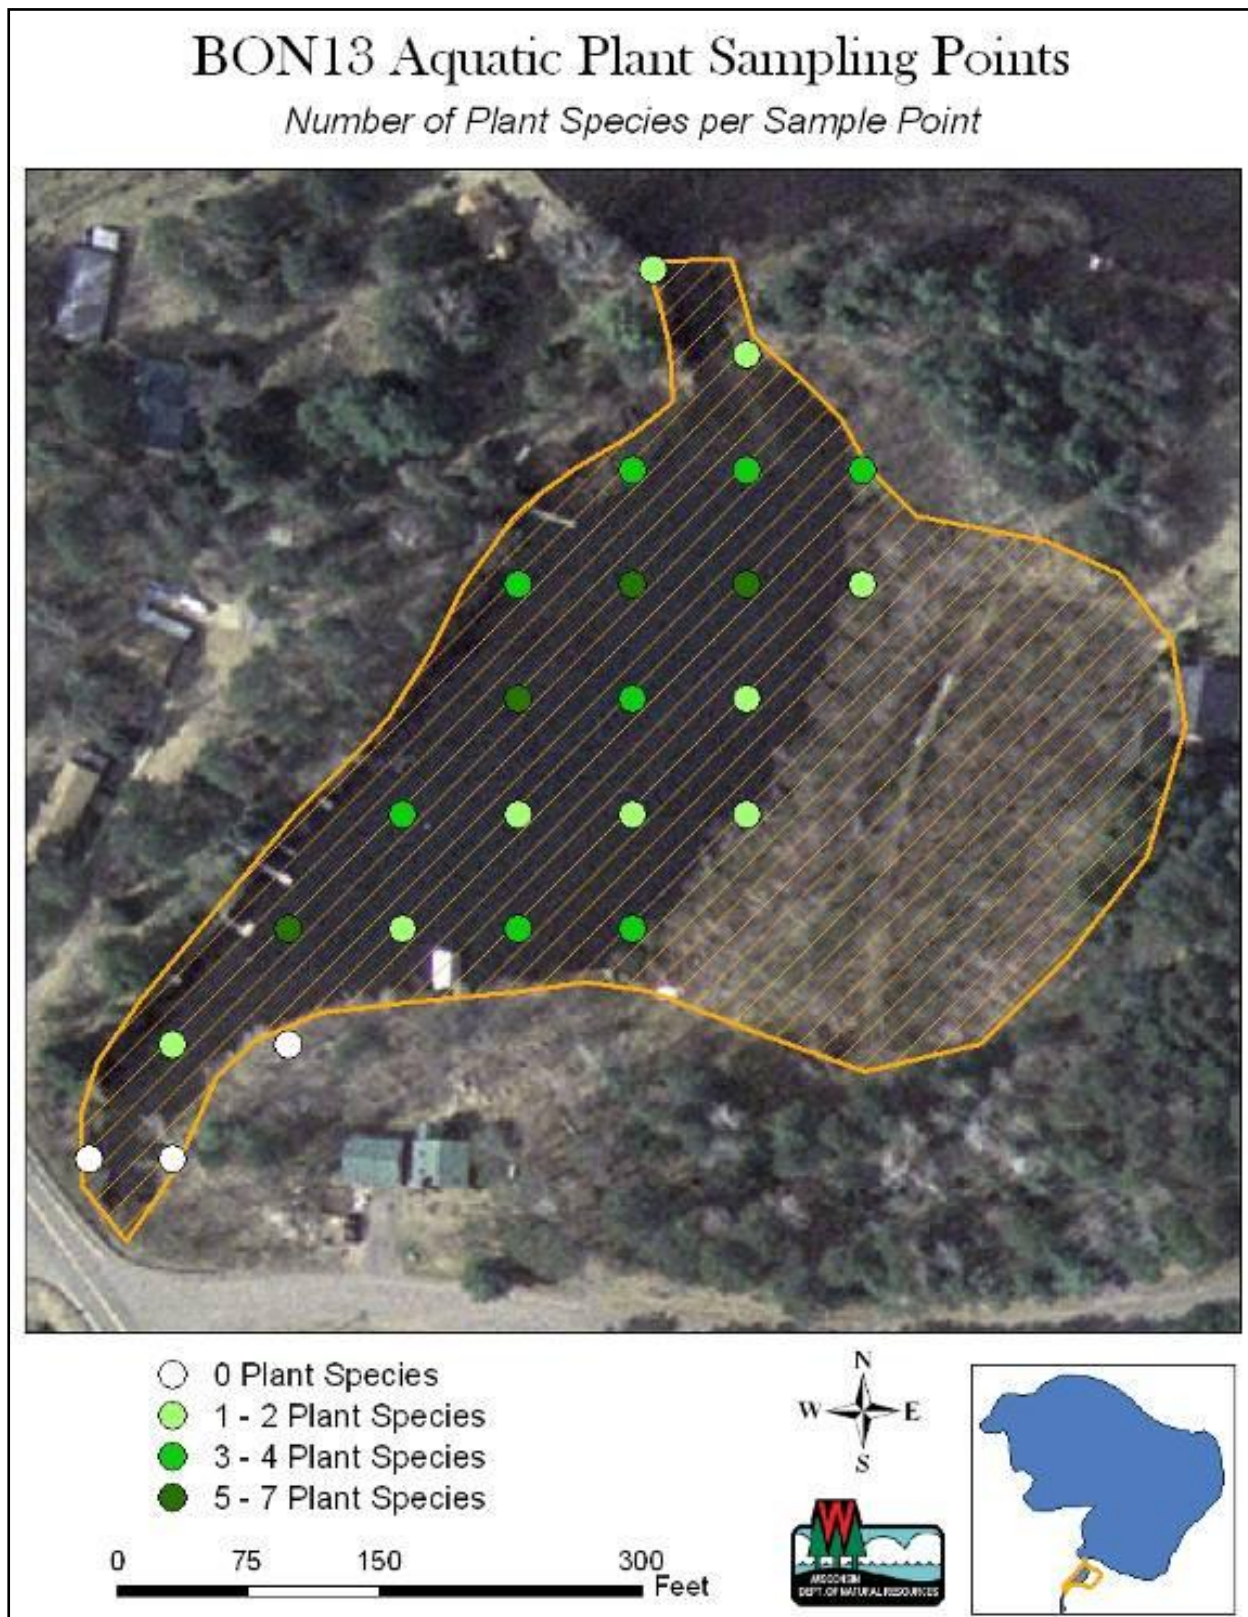 BON13 Aquatic Plant Sampling Points
Number of Plant Species per Sample Point
0 Plant Species
1 - 2 Plant Species
3 - 4 Plant Species
5 - 7 Plant Species
0 75 150 300
Feet
N
W E
S
W
WISCONSIN
DEPT. OF NATURAL RESOURCES